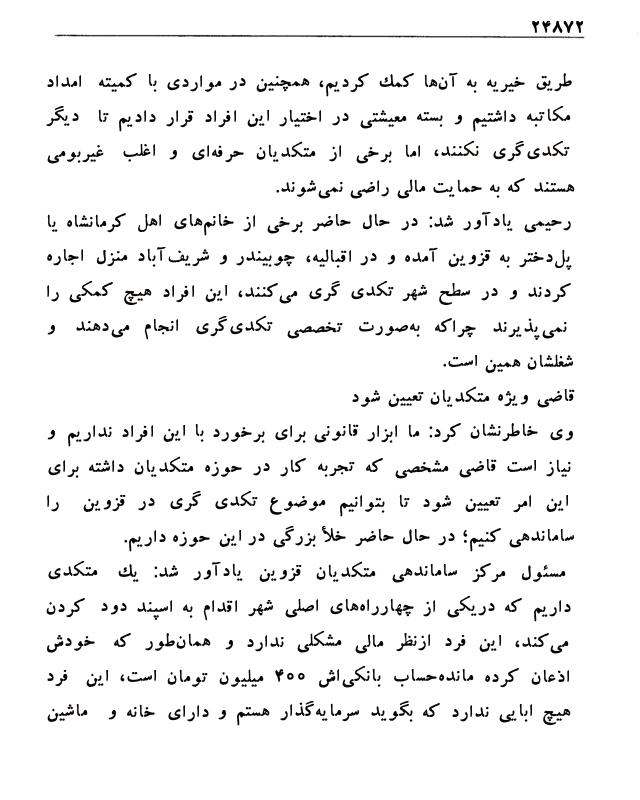 ۲۴۸۷۲
طریق خیریه به آن‌ها کمك کردیم، همچنین در مواردی با کمیته امداد
مکاتبه داشتیم و بسته معیشتی در اختیار این افراد قرار دادیم تا دیگر
تکدی‌گری نکنند، اما برخی از متکدیان حرفه‌ای و اغلب غیربومی
هستند که به حمایت مالی راضی نمی‌شوند.
رحیمی یادآور شد: در حال حاضر برخی از خانم‌های اهل کرمانشاه یا
پل‌دختر به قزوین آمده و در اقبالیه، چوبیندر و شریف‌آباد منزل اجاره
کردند و در سطح شهر تکدی گری می‌کنند، این افراد هیچ کمکی را
نمی‌پذیرند چراکه به‌صورت تخصصی تکدی‌گری انجام می‌دهند و
شغلشان همین است.
قاضی ویژه متکدیان تعیین شود
وی خاطرنشان کرد: ما ابزار قانونی برای برخورد با این افراد نداریم و
نیاز است قاضی مشخصی که تجربه کار در حوزه متکدیان داشته برای
این امر تعیین شود تا بتوانیم موضوع تکدی گری در قزوین را
ساماندهی کنیم؛ در حال حاضر خلأ بزرگی در این حوزه داریم.
مسئول مرکز ساماندهی متکدیان قزوین یادآور شد: یك متکدی
داریم که دریکی از چهارراه‌های اصلی شهر اقدام به اسپند دود کردن
می‌کند، این فرد ازنظر مالی مشکلی ندارد و همان‌طور که خودش
اذعان کرده مانده‌حساب بانکی‌اش ۴۰۰ میلیون تومان است، این فرد
هیچ ابایی ندارد که بگوید سرمایه‌گذار هستم و دارای خانه و ماشین